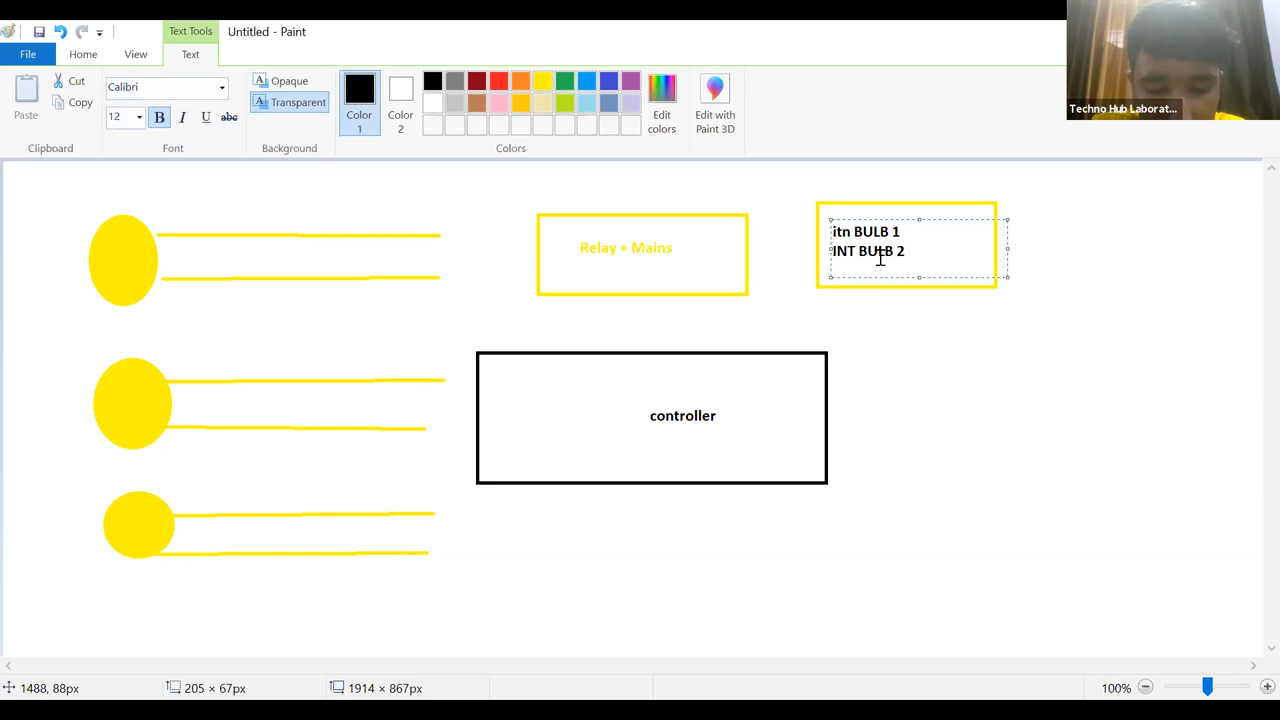 Text Tools
Untitled - Paint
File
Home
View
Text
Paste
Cut
Copy
Clipboard
Calibri
12
B
I
U
abc
Font
Opaque
Transparent
Background
Color 1
Color 2
Edit colors
Colors
Edit with Paint 3D
Techno Hub Laborat...
Relay + Mains
itn BULB 1
INT BULB 2
controller
1488, 88px
205 × 67px
1914 × 867px
100%